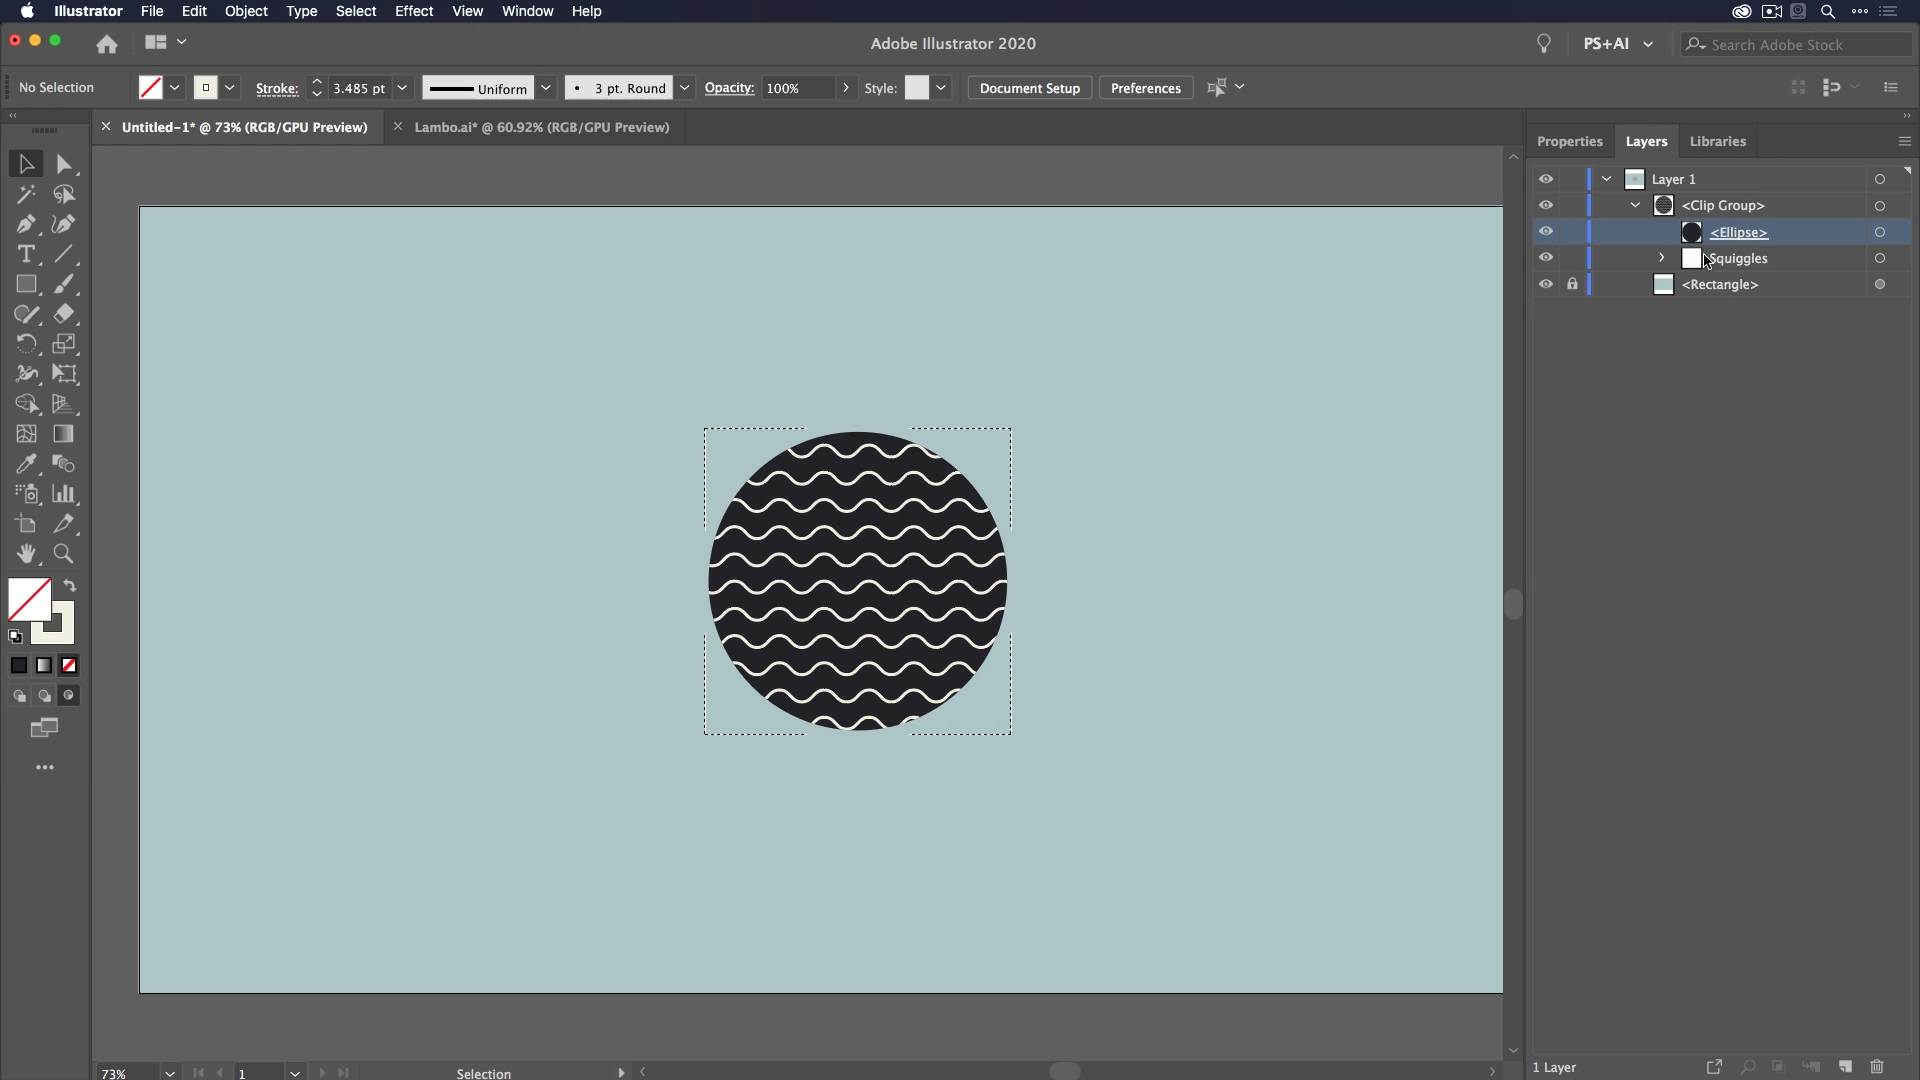 Illustrator File Edit Object Type Select Effect View Window Help
Adobe Illustrator 2020
PS+AI
Search Adobe Stock
No Selection
Stroke: 3.485 pt Uniform 3 pt. Round Opacity: 100% Style: Document Setup Preferences
Untitled-1* @ 73% (RGB/GPU Preview) Lambo.ai* @ 60.92% (RGB/GPU Preview)
Properties Layers Libraries
Layer 1
<Clip Group>
<Ellipse>
Squiggles
<Rectangle>
73% 1 Selection
1 Layer